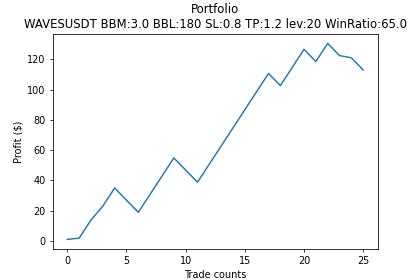 Portfolio
WAVESUSDT BBM:3.0 BBL:180 SL:0.8 TP:1.2 lev:20 WinRatio:65.0
Profit ($)
120
100
80
60
40
20
0
0 5 10 15 20 25
Trade counts